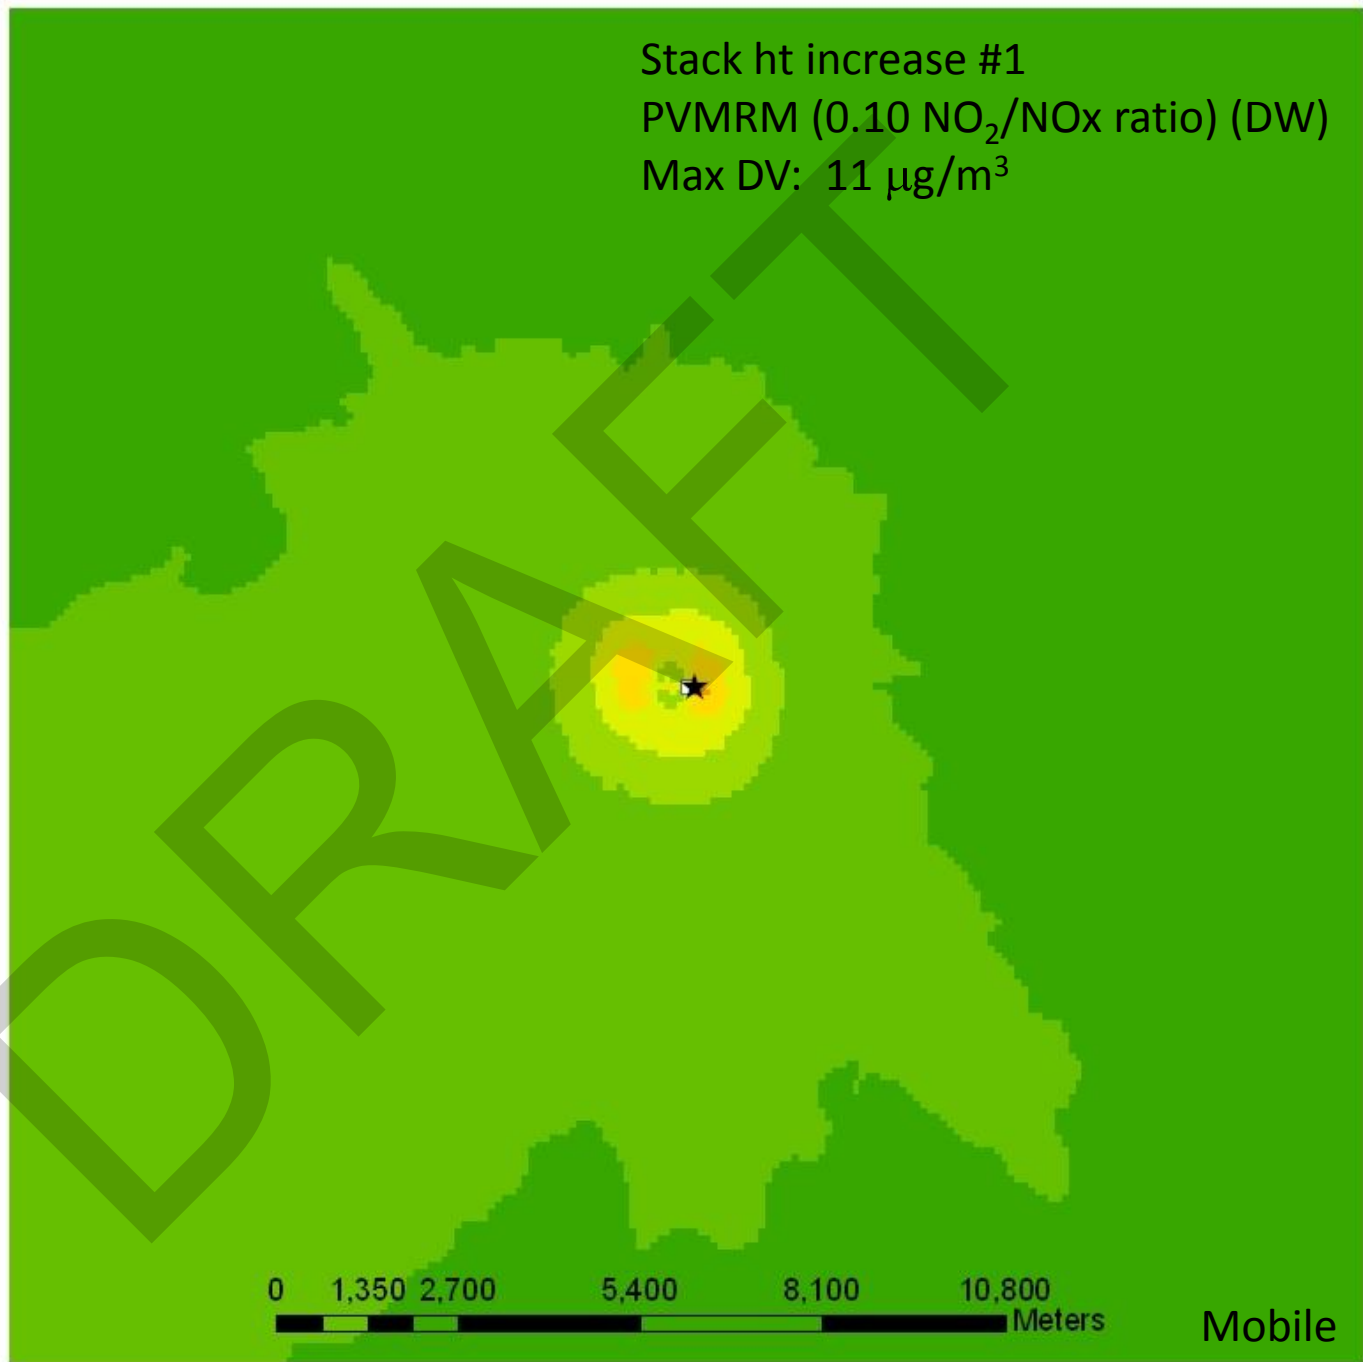 Stack ht increase #1
PVMRM (0.10 NO₂/NOx ratio) (DW)
Max DV: 11 μg/m³
DRAFT
0 1,350 2,700 5,400 8,100 10,800
Meters
Mobile